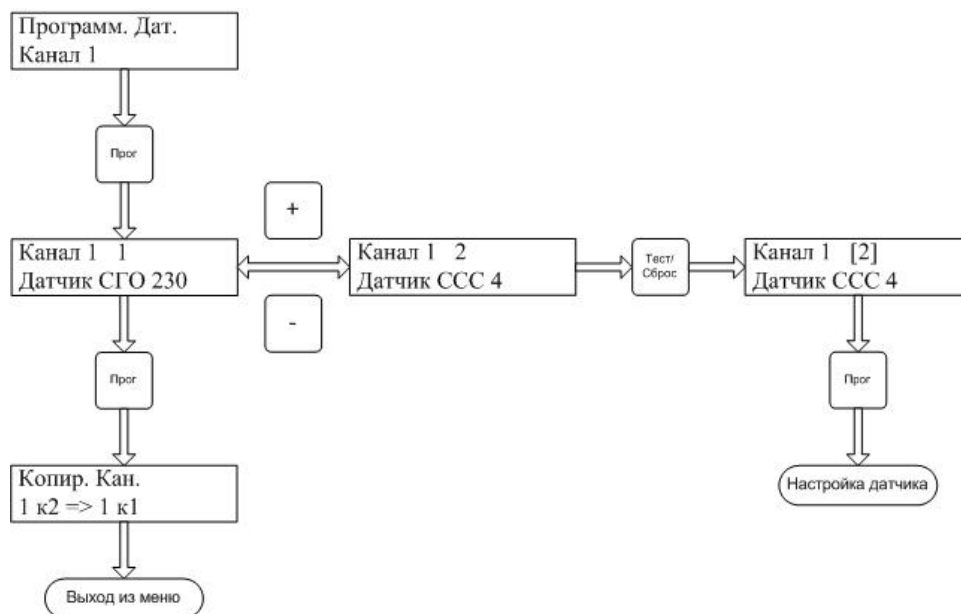 Программ. Дат.
Канал 1
Прог
+
Канал 1 1
Датчик СГО 230
Канал 1 2
Датчик ССС 4
Тест/
Сброс
Канал 1 [2]
Датчик ССС 4
-
Прог
Прог
Копир. Кан.
1 к2 => 1 к1
Настройка датчика
Выход из меню